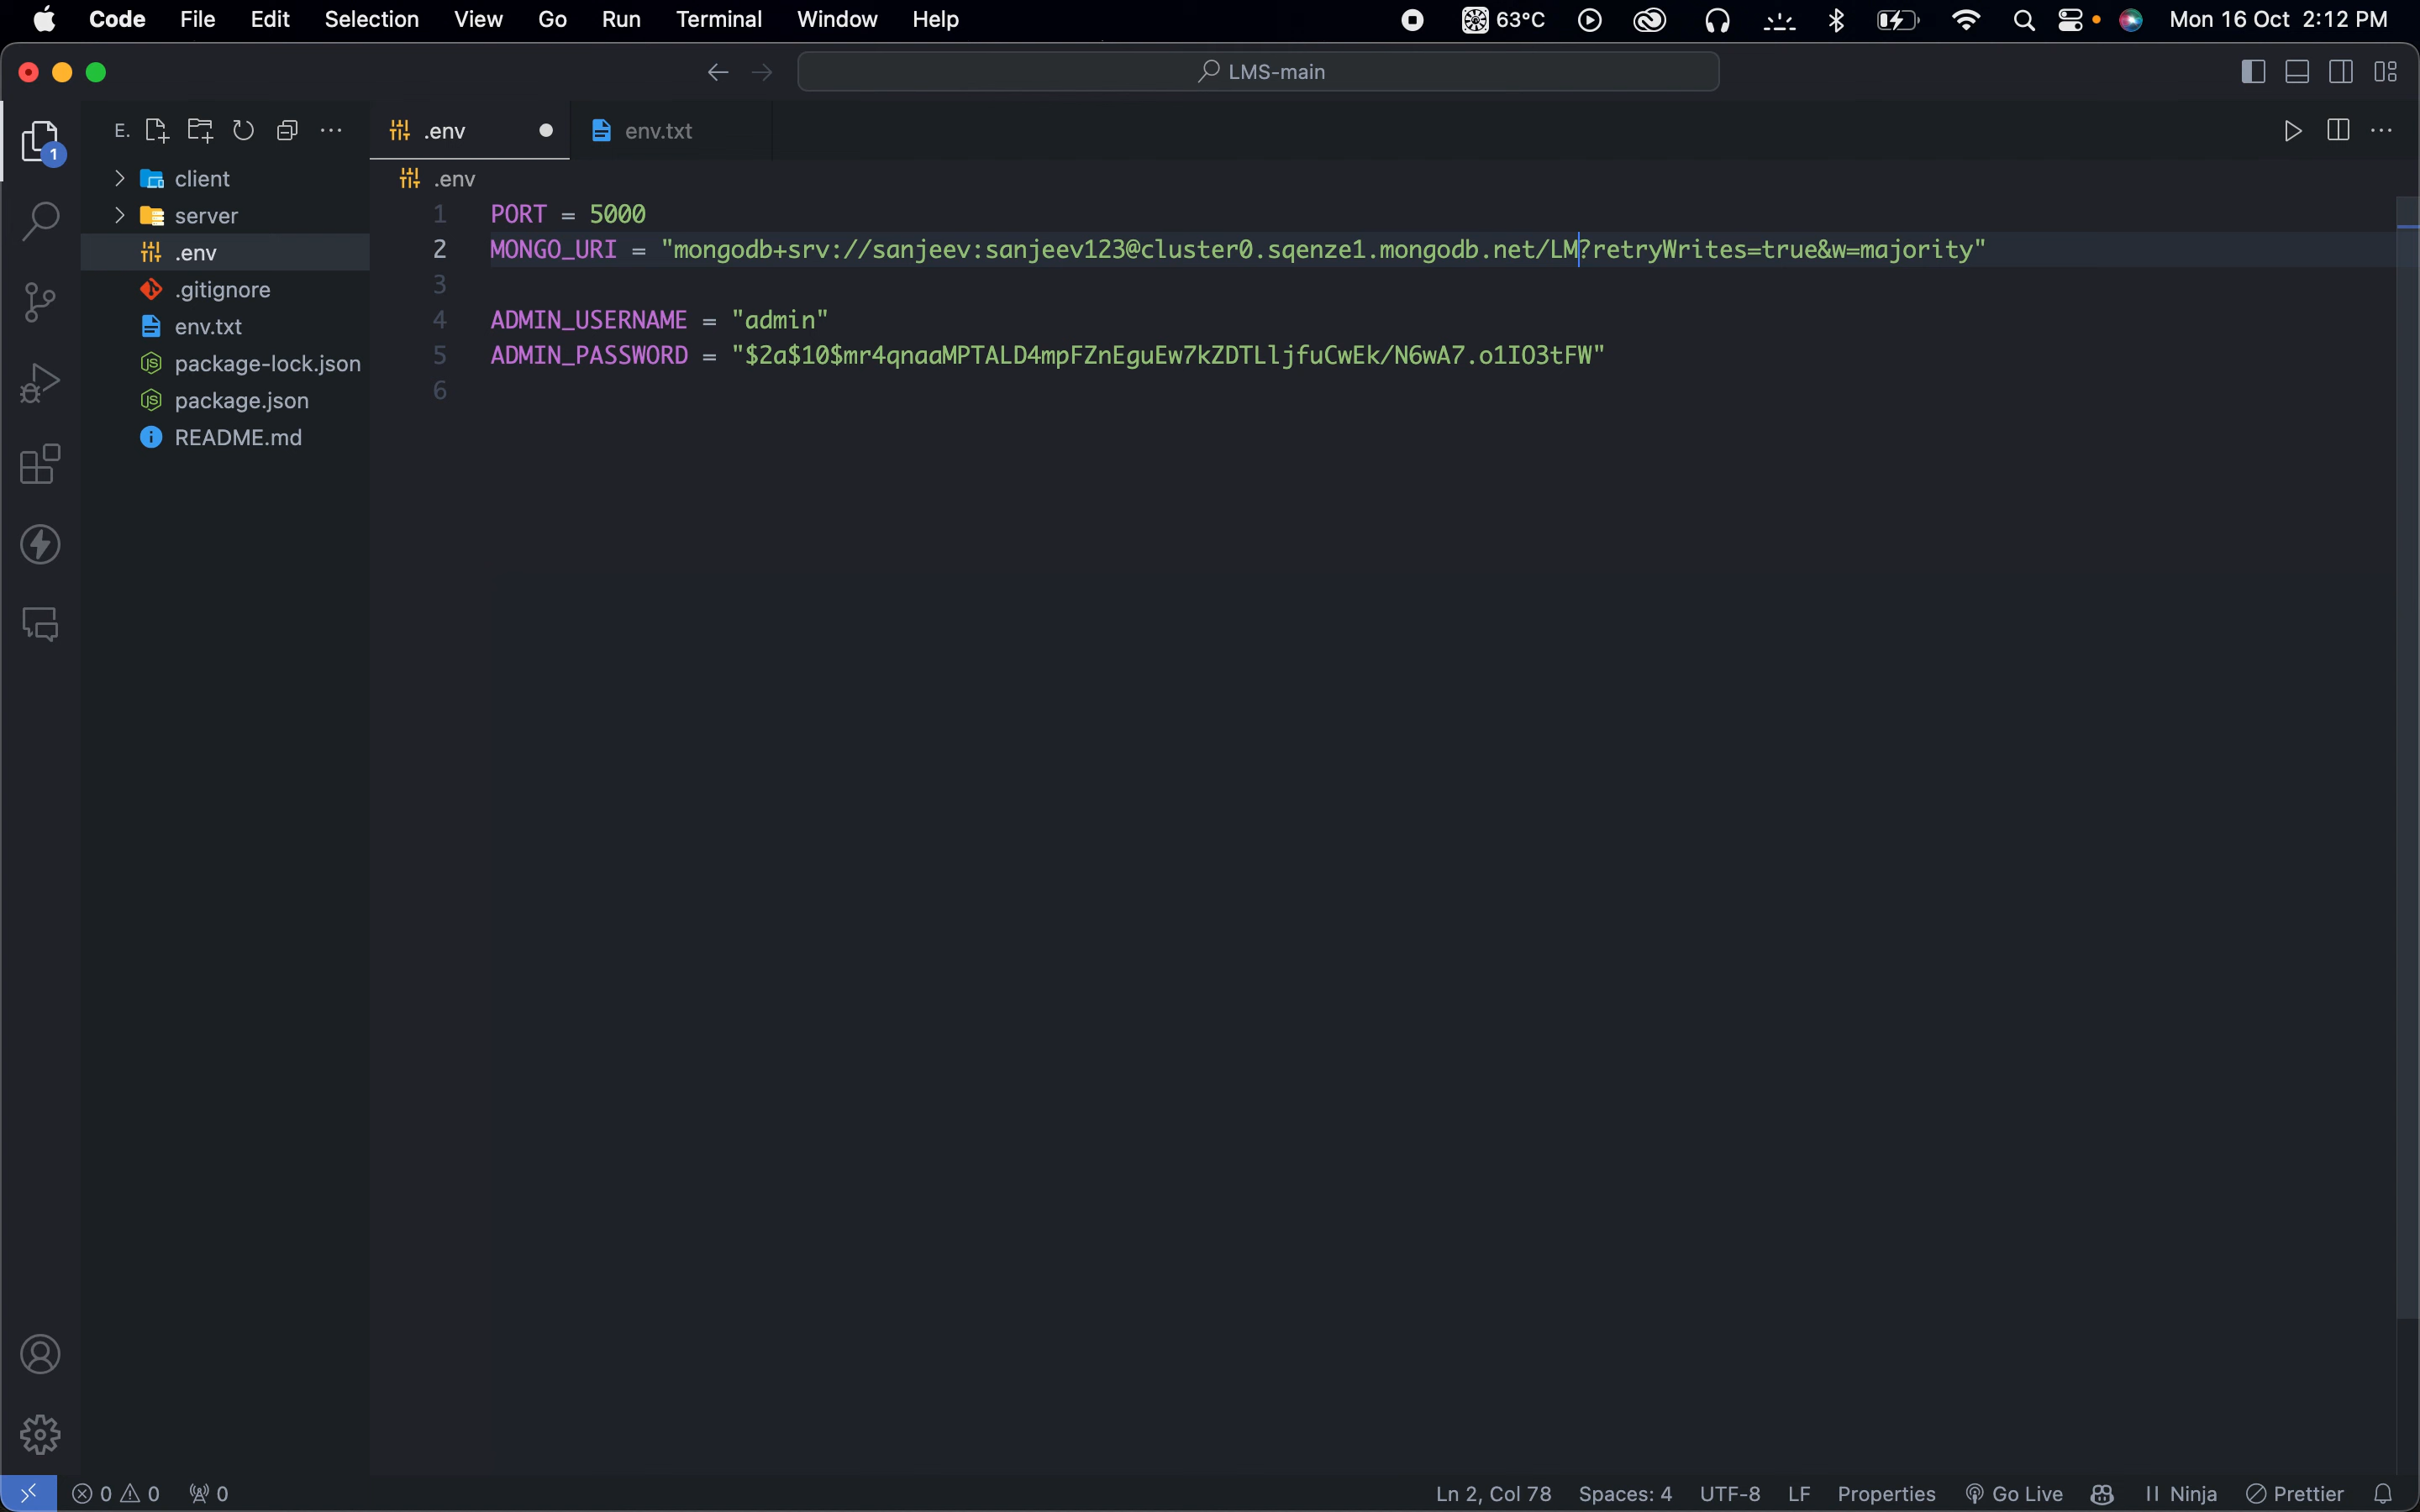 Code File Edit Selection View Go Run Terminal Window Help 63°C Mon 16 Oct 2:12 PM
LMS-main
E. .env env.txt
client
server
.env
.gitignore
env.txt
package-lock.json
package.json
README.md
1
.env
1 PORT = 5000
2 MONGO_URI = "mongodb+srv://sanjeev:sanjeev123@cluster0.sqenze1.mongodb.net/LM?retryWrites=true&w=majority"
3
4 ADMIN_USERNAME = "admin"
5 ADMIN_PASSWORD = "$2a$10$mr4qnaaMPTALD4mpFZnEguEw7kZDTLljfuCwEk/N6wA7.o1IO3tFW"
6
0 0 0 Ln 2, Col 78 Spaces: 4 UTF-8 LF Properties Go Live Ninja Prettier